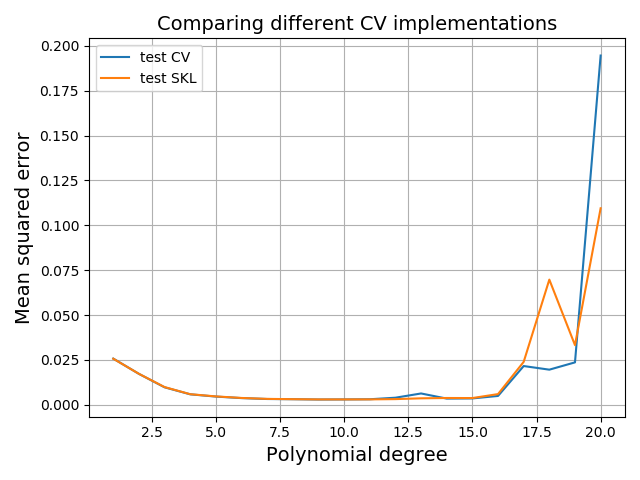 Comparing different CV implementations
test CV
test SKL
Mean squared error
0.200
0.175
0.150
0.125
0.100
0.075
0.050
0.025
0.000
2.5 5.0 7.5 10.0 12.5 15.0 17.5 20.0
Polynomial degree